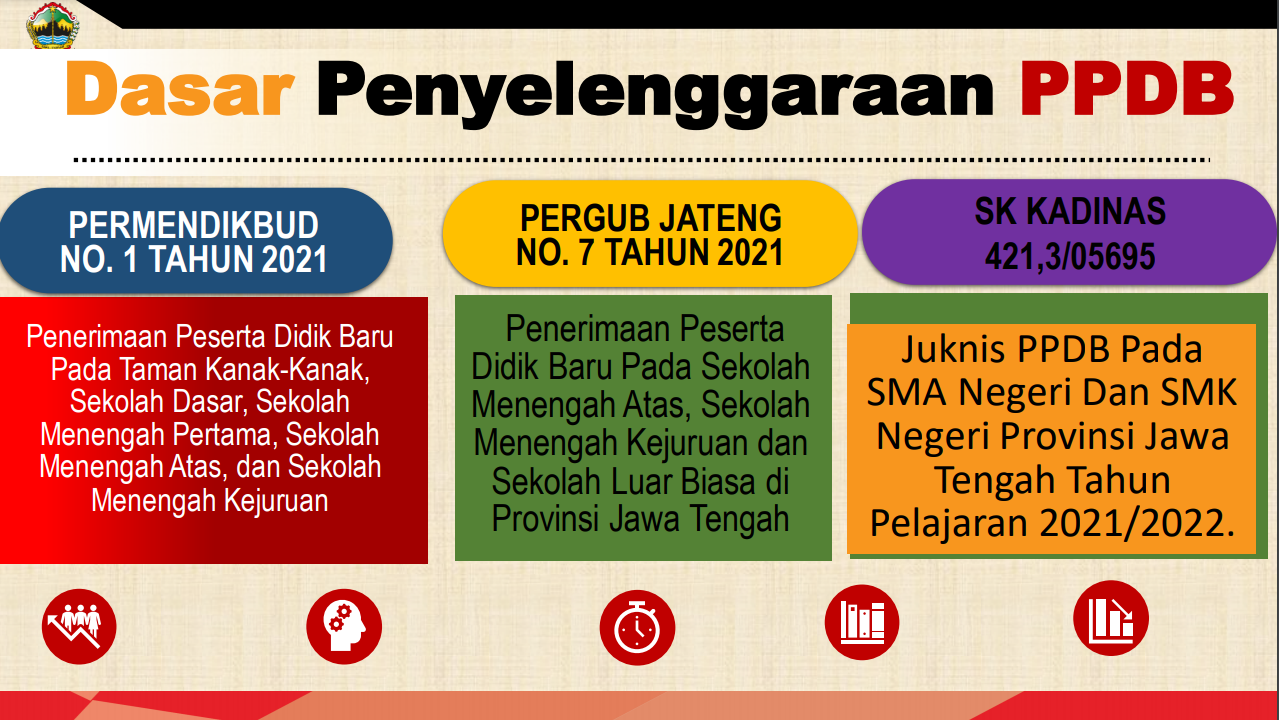 Dasar Penyelenggaraan PPDB
PERMENDIKBUD
NO. 1 TAHUN 2021
Penerimaan Peserta Didik Baru
Pada Taman Kanak-Kanak,
Sekolah Dasar, Sekolah
Menengah Pertama, Sekolah
Menengah Atas, dan Sekolah
Menengah Kejuruan
PERGUB JATENG
NO. 7 TAHUN 2021
Penerimaan Peserta
Didik Baru Pada Sekolah
Menengah Atas, Sekolah
Menengah Kejuruan dan
Sekolah Luar Biasa di
Provinsi Jawa Tengah
SK KADINAS
421,3/05695
Juknis PPDB Pada
SMA Negeri Dan SMK
Negeri Provinsi Jawa
Tengah Tahun
Pelajaran 2021/2022.